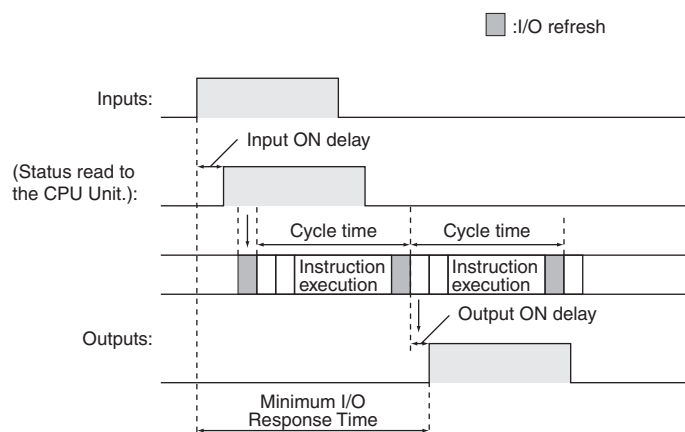 :I/O refresh
Inputs:
Input ON delay
(Status read to
the CPU Unit.):
Cycle time
Cycle time
Instruction
execution
Instruction
execution
Output ON delay
Outputs:
Minimum I/O
Response Time